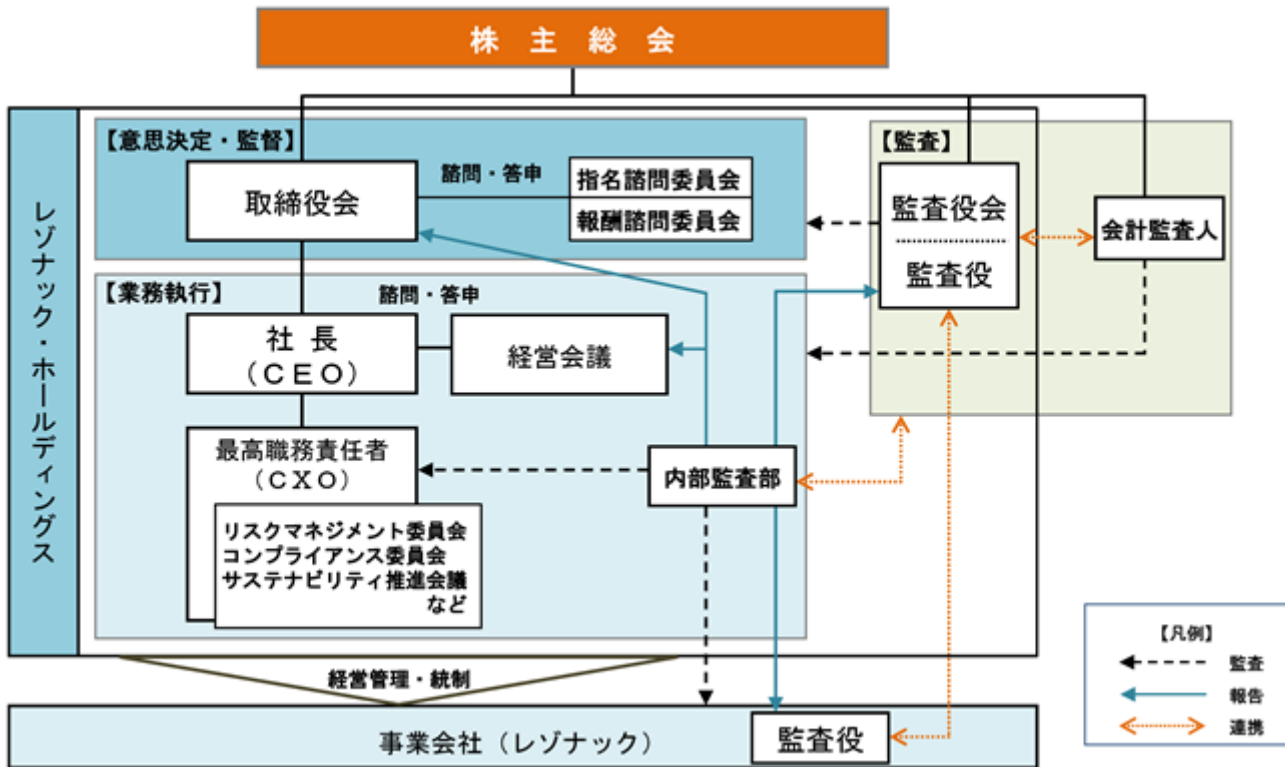 株 主 総 会
レゾナック・ホールディングス
【意思決定・監督】
取締役会
諮問・答申
指名諮問委員会
報酬諮問委員会
【監査】
監査役会
監査役
会計監査人
【業務執行】
諮問・答申
社 長
(CEO)
経営会議
最高職務責任者
(CXO)
リスクマネジメント委員会
コンプライアンス委員会
サステナビリティ推進会議
など
内部監査部
経営管理・統制
事業会社（レゾナック）
監査役
【凡例】
監査
報告
連携